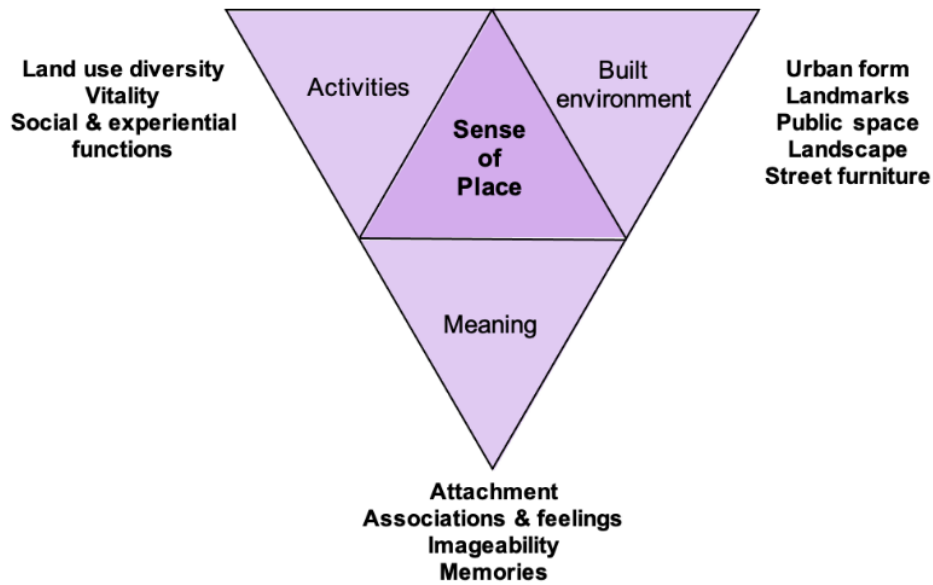 Land use diversity
Vitality
Social & experiential
functions
Activities
Sense
of
Place
Built
environment
Urban form
Landmarks
Public space
Landscape
Street furniture
Meaning
Attachment
Associations & feelings
Imageability
Memories